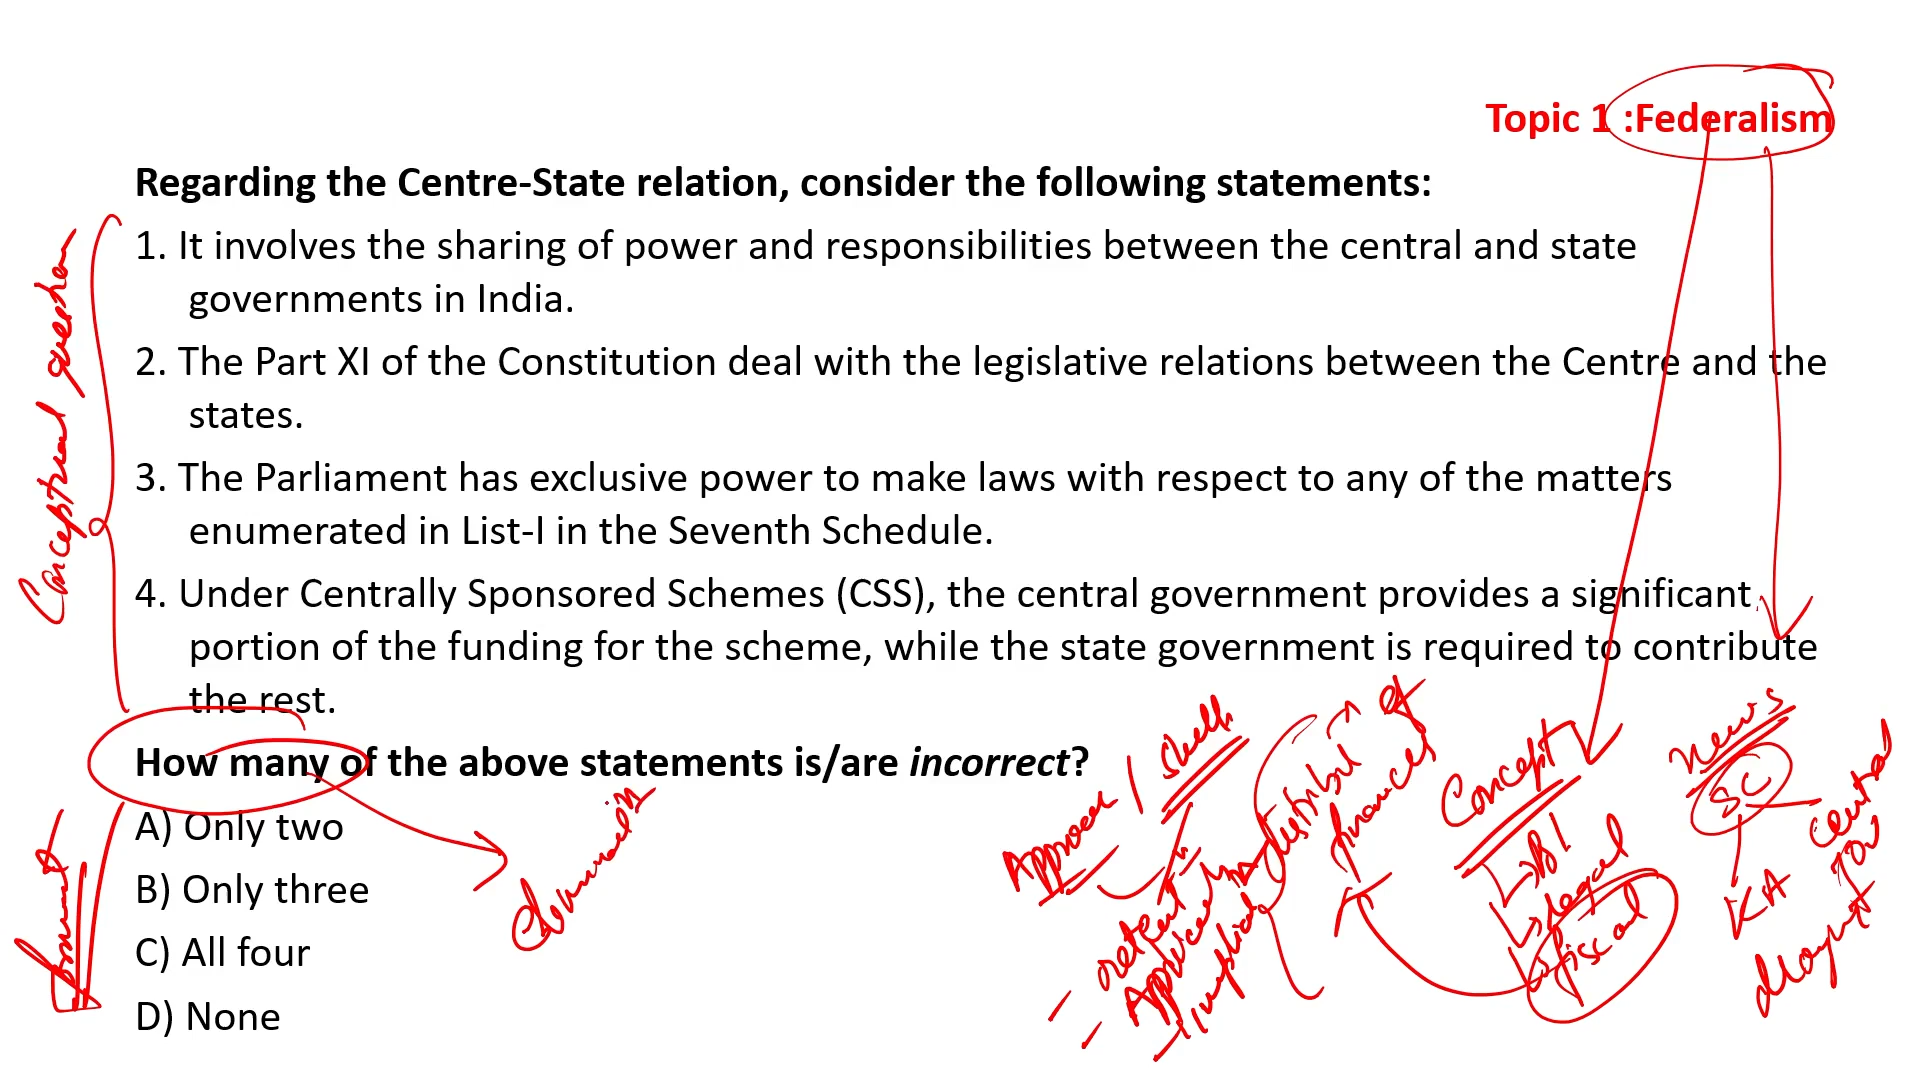 Topic 1 :Federalism
Regarding the Centre-State relation, consider the following statements:
1. It involves the sharing of power and responsibilities between the central and state
governments in India.
2. The Part XI of the Constitution deal with the legislative relations between the Centre and the
states.
3. The Parliament has exclusive power to make laws with respect to any of the matters
enumerated in List-I in the Seventh Schedule.
4. Under Centrally Sponsored Schemes (CSS), the central government provides a significant
portion of the funding for the scheme, while the state government is required to contribute
the rest.
How many of the above statements is/are incorrect?
A) Only two
B) Only three
C) All four
D) None
Conceptual question
Concept
legal
fiscal
News
SC
KA
central
finances